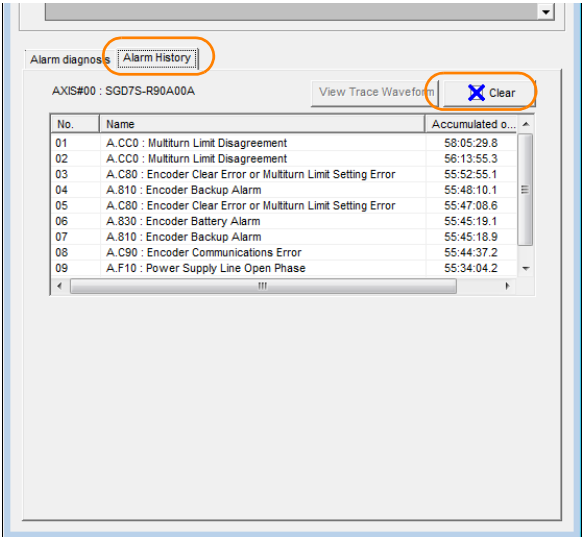 Alarm diagnosis Alarm History
AXIS#00 : SGD7S-R90A00A View Trace Waveform Clear
No. Name Accumulated o...
01 A.CC0 : Multiturn Limit Disagreement 58:05:29.8
02 A.CC0 : Multiturn Limit Disagreement 56:13:55.3
03 A.C80 : Encoder Clear Error or Multiturn Limit Setting Error 55:52:55.1
04 A.810 : Encoder Backup Alarm 55:48:10.1
05 A.C80 : Encoder Clear Error or Multiturn Limit Setting Error 55:47:08.6
06 A.830 : Encoder Battery Alarm 55:45:19.1
07 A.810 : Encoder Backup Alarm 55:45:18.9
08 A.C90 : Encoder Communications Error 55:44:37.2
09 A.F10 : Power Supply Line Open Phase 55:34:04.2